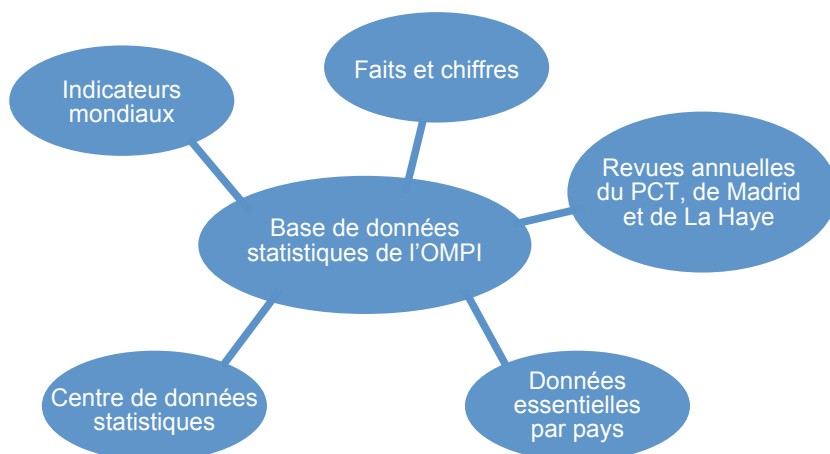 Faits et chiffres
Indicateurs
mondiaux
Revues annuelles
du PCT, de Madrid
et de La Haye
Base de données
statistiques de l’OMPI
Centre de données
statistiques
Données
essentielles
par pays